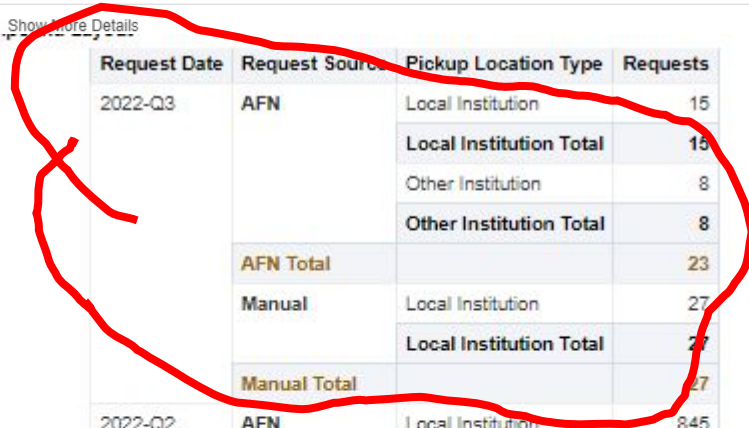 Show More Details
Request Date Request Source Pickup Location Type Requests
2022-Q3 AFN Local Institution 15
Local Institution Total 15
Other Institution 8
Other Institution Total 8
AFN Total 23
Manual Local Institution 27
Local Institution Total 27
Manual Total 27
2022-Q2 AFN Local Institution 845